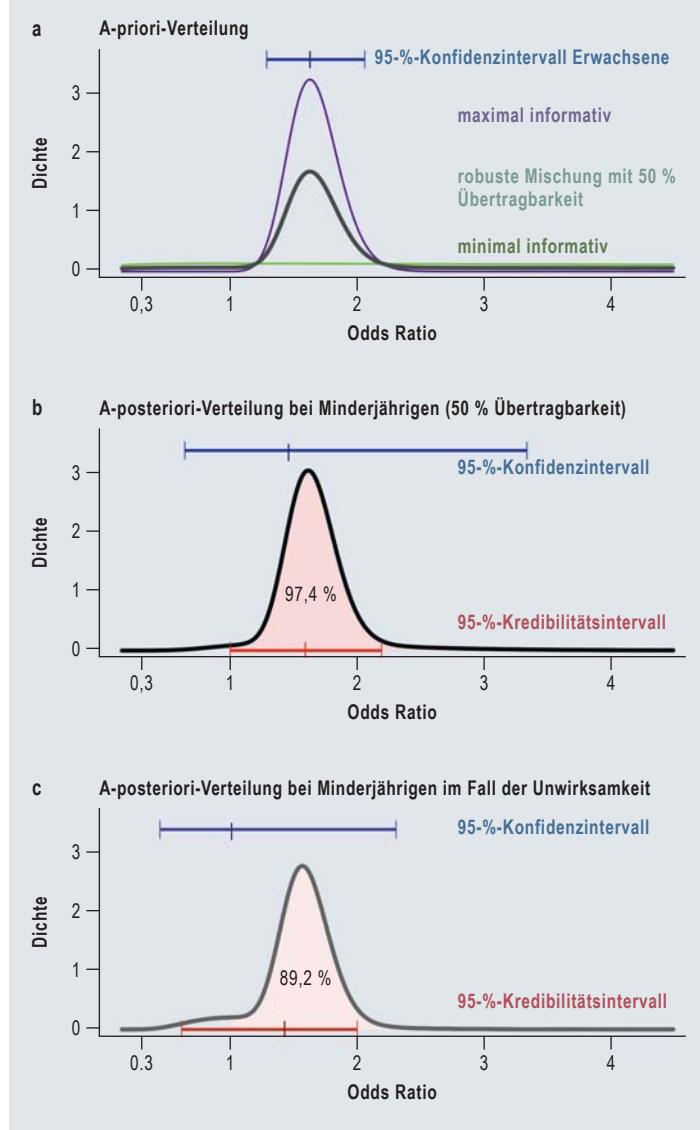 a A-priori-Verteilung
95-%-Konfidenzintervall Erwachsene
maximal informativ
robuste Mischung mit 50 %
Übertragbarkeit
minimal informativ
Dichte
3
2
1
0
0,3 1 2 3 4
Odds Ratio
b A-posteriori-Verteilung bei Minderjährigen (50 % Übertragbarkeit)
95-%-Konfidenzintervall
97,4 %
95-%-Kredibilitätsintervall
Dichte
3
2
1
0
0,3 1 2 3 4
Odds Ratio
c A-posteriori-Verteilung bei Minderjährigen im Fall der Unwirksamkeit
95-%-Konfidenzintervall
89,2 %
95-%-Kredibilitätsintervall
Dichte
3
2
1
0
0.3 1 2 3 4
Odds Ratio